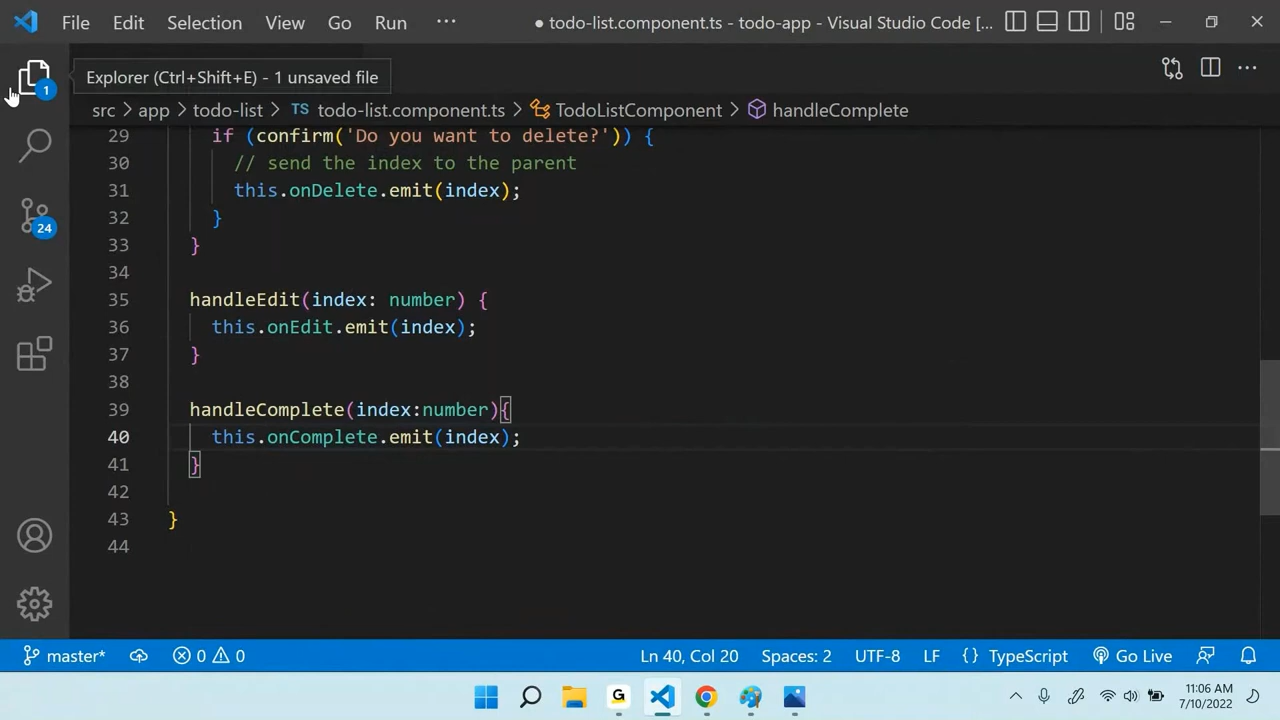 File Edit Selection View Go Run ···
● todo-list.component.ts - todo-app - Visual Studio Code [...
Explorer (Ctrl+Shift+E) - 1 unsaved file
1
src > app > todo-list > TS todo-list.component.ts > TodoListComponent > handleComplete
29 if (confirm('Do you want to delete?')) {
30 // send the index to the parent
31 this.onDelete.emit(index);
32 }
33 }
34
35 handleEdit(index: number) {
36 this.onEdit.emit(index);
37 }
38
39 handleComplete(index:number){
40 this.onComplete.emit(index);
41 }
42
43 }
44
24
master* 0 0 Ln 40, Col 20 Spaces: 2 UTF-8 LF {} TypeScript Go Live
G
11:06 AM
7/10/2022